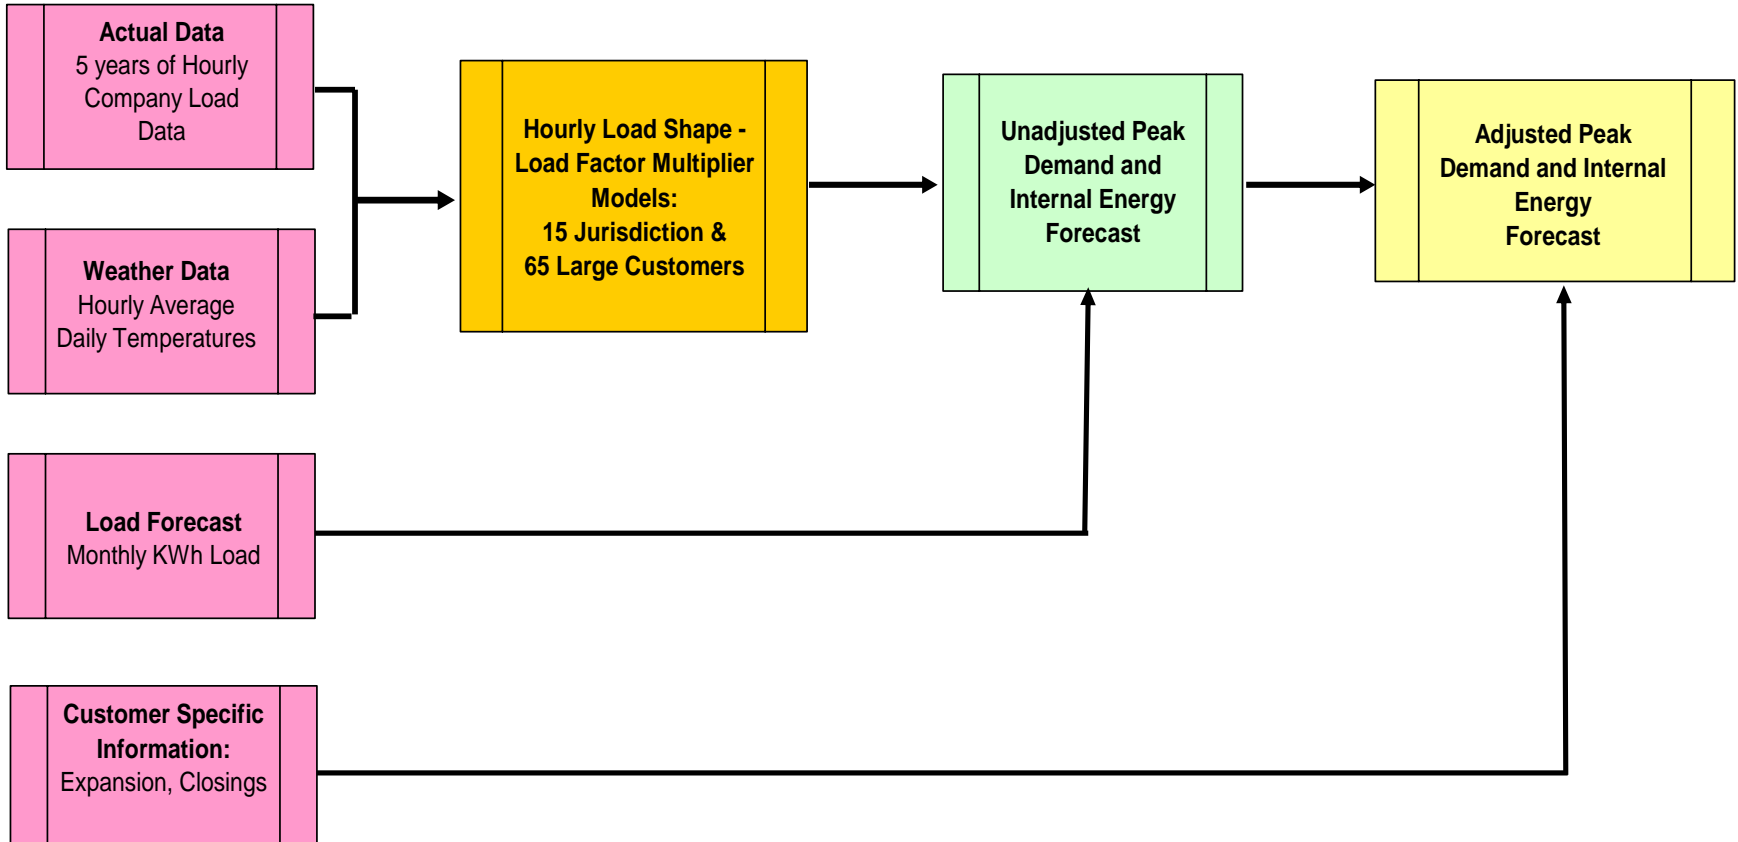 Actual Data
5 years of Hourly
Company Load
Data
Weather Data
Hourly Average
Daily Temperatures
Load Forecast
Monthly KWh Load
Customer Specific
Information:
Expansion, Closings
Hourly Load Shape -
Load Factor Multiplier
Models:
15 Jurisdiction &
65 Large Customers
Unadjusted Peak
Demand and
Internal Energy
Forecast
Adjusted Peak
Demand and Internal
Energy
Forecast